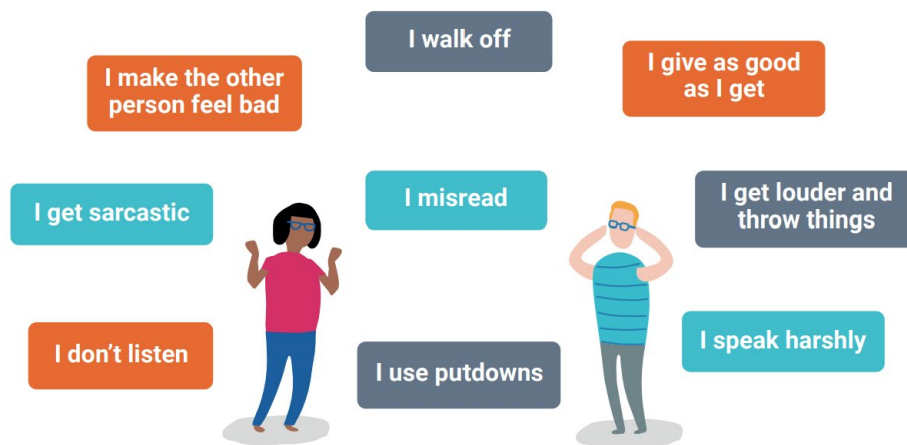 I walk off
I make the other
person feel bad
I give as good
as I get
I get sarcastic
I misread
I get louder and
throw things
I don’t listen
I use putdowns
I speak harshly